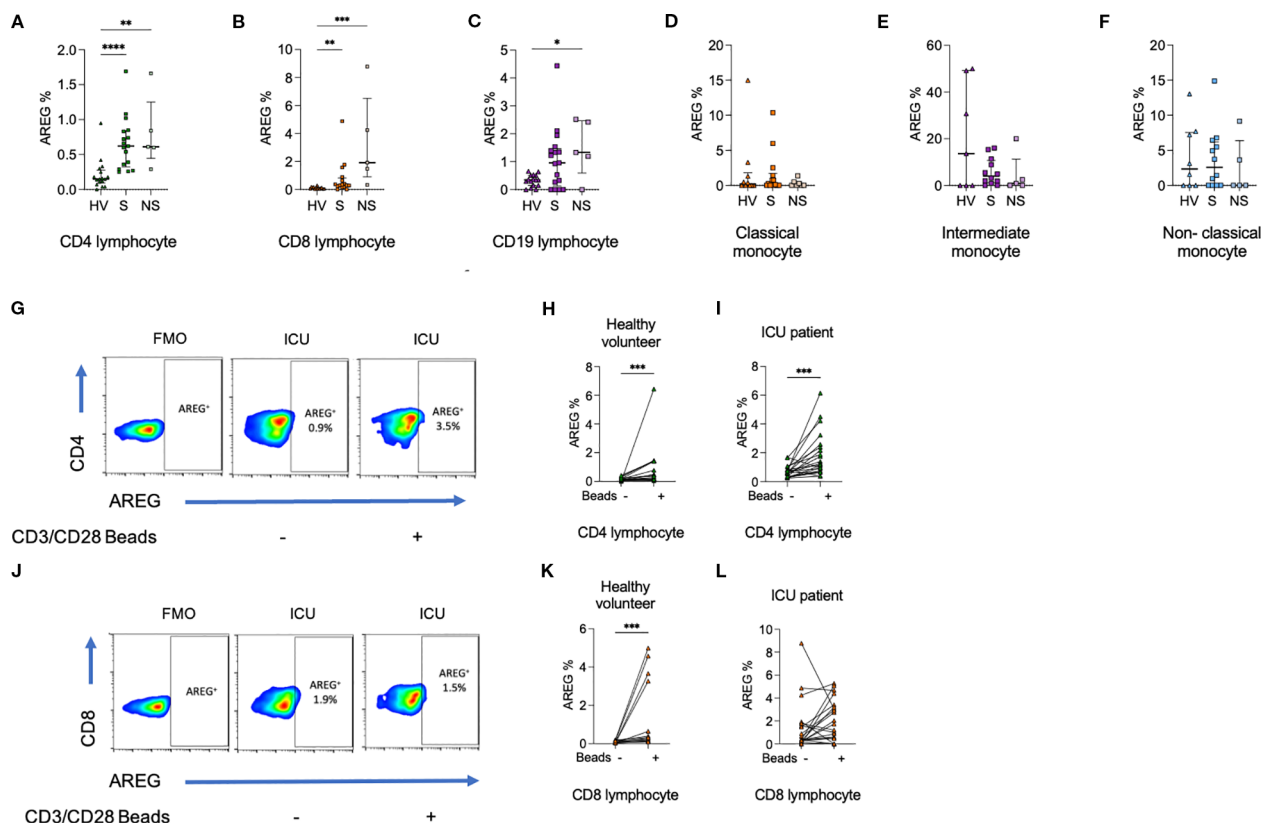 A
B
C
D
E
F
** 
****
AREG %
2.0
1.5
1.0
0.5
0.0
HV S NS
CD4 lymphocyte
***
**
AREG %
10
8
6
4
2
0
HV S NS
CD8 lymphocyte
*
AREG %
5
4
3
2
1
0
HV S NS
CD19 lymphocyte
AREG %
20
15
10
5
0
HV S NS
Classical
monocyte
AREG %
60
40
20
0
HV S NS
Intermediate
monocyte
AREG %
20
15
10
5
0
HV S NS
Non- classical
monocyte
G
FMO ICU ICU
CD4
AREG⁺
AREG⁺
0.9%
AREG⁺
3.5%
AREG
CD3/CD28 Beads - +
H
Healthy
volunteer
***
AREG %
8
6
4
2
0
Beads - +
CD4 lymphocyte
I
ICU patient
***
AREG %
8
6
4
2
0
Beads - +
CD4 lymphocyte
J
FMO ICU ICU
CD8
AREG⁺
AREG⁺
1.9%
AREG⁺
1.5%
AREG
CD3/CD28 Beads - +
K
Healthy
volunteer
***
AREG %
6
4
2
0
Beads - +
CD8 lymphocyte
L
ICU patient
AREG %
10
8
6
4
2
0
Beads - +
CD8 lymphocyte